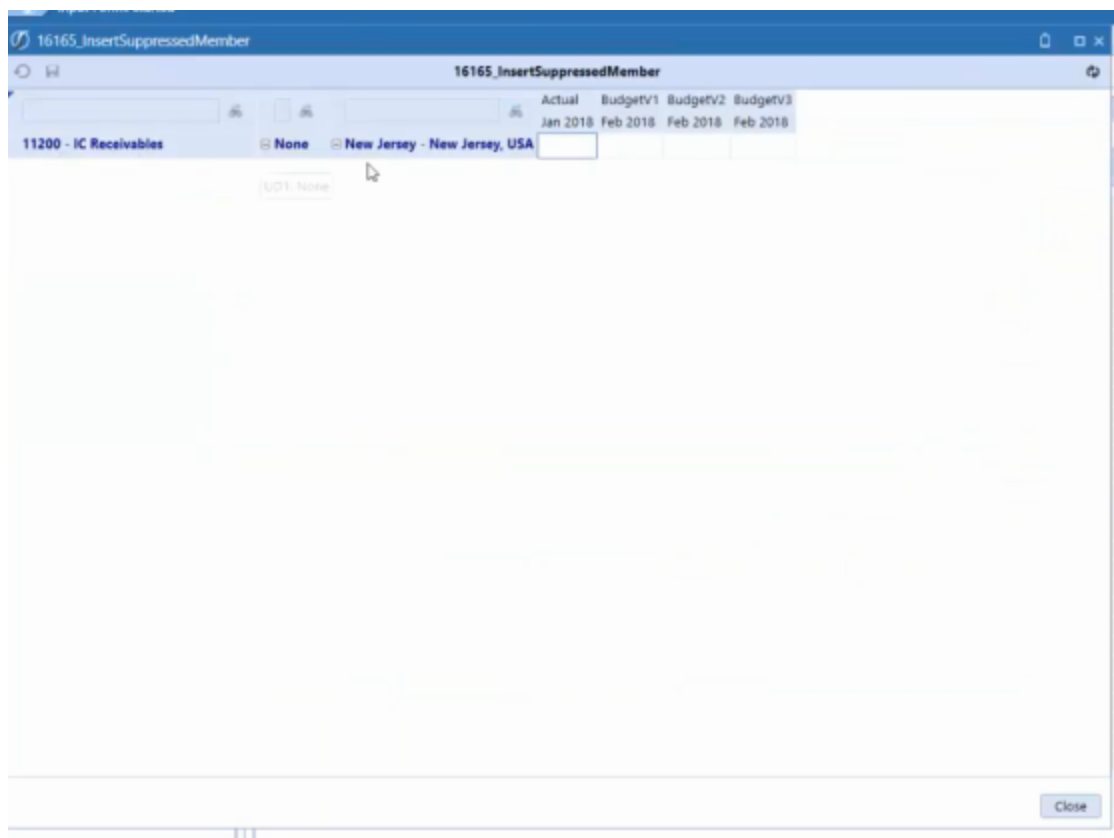 16165_InsertSuppressedMember
16165_InsertSuppressedMember
Actual BudgetV1 BudgetV2 BudgetV3
Jan 2018 Feb 2018 Feb 2018 Feb 2018
11200 - IC Receivables None New Jersey - New Jersey, USA
UD1: None
Close